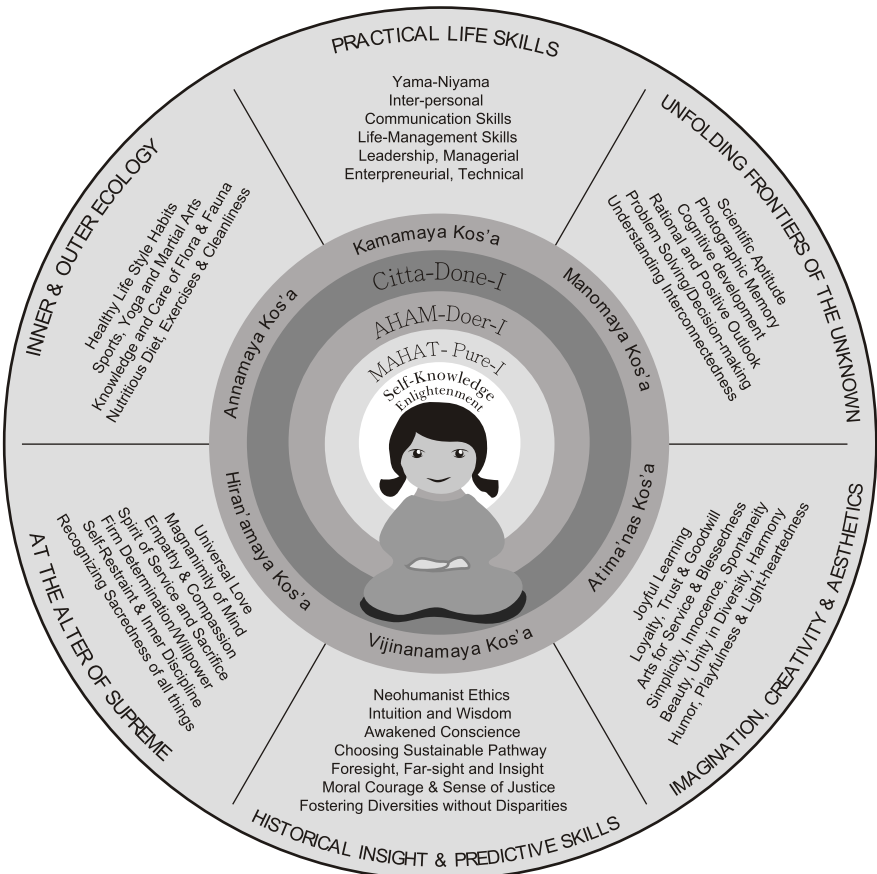 PRACTICAL LIFE SKILLS
Yama-Niyama
Inter-personal
Communication Skills
Life-Management Skills
Leadership, Managerial
Enterpreneurial, Technical
UNFOLDING FRONTIERS OF THE UNKNOWN
Scientific Aptitude
Photographic Memory
Cognitive development
Rational and Positive Outlook
Problem Solving/Decision-making
Understanding Interconnectedness
IMAGINATION, CREATIVITY & AESTHETICS
Joyful Learning
Loyalty, Trust & Goodwill
Arts for Service & Blessedness
Simplicity, Innocence, Spontaneity
Beauty, Unity in Diversity, Harmony
Humor, Playfulness & Light-heartedness
HISTORICAL INSIGHT & PREDICTIVE SKILLS
Neohumanist Ethics
Intuition and Wisdom
Awakened Conscience
Choosing Sustainable Pathway
Foresight, Far-sight and Insight
Moral Courage & Sense of Justice
Fostering Diversities without Disparities
AT THE ALTER OF SUPREME
Universal Love
Magnanimity of Mind
Empathy & Compassion
Spirit of Service and Sacrifice
Firm Determination/Willpower
Self-Restraint & Inner Discipline
Recognizing Sacredness of all things
INNER & OUTER ECOLOGY
Healthy Life Style Habits
Sports, Yoga and Martial Arts
Knowledge and Care of Flora & Fauna
Nutritious Diet, Exercises & Cleanliness
Kamamaya Kos'a
Manomaya Kos'a
Atima'nas Kos'a
Vijinanamaya Kos'a
Hiran'amaya Kos'a
Annamaya Kos'a
Citta-Done-I
AHAM-Doer-I
MAHAT- Pure-I
Self-Knowledge
Enlightenment